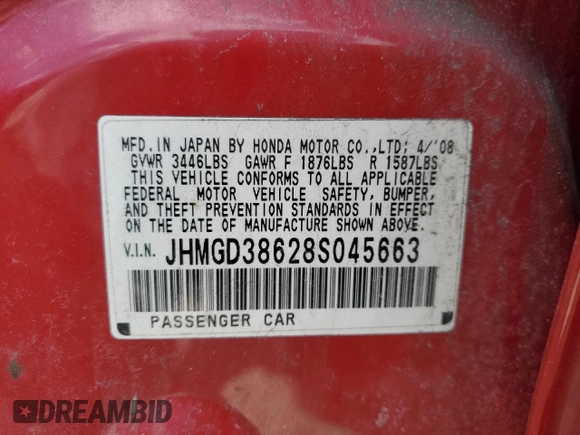 MFD. IN JAPAN BY HONDA MOTOR CO.,LTD; 4/'08
GVWR 3446LBS GAWR F 1876LBS R 1587LBS
THIS VEHICLE CONFORMS TO ALL APPLICABLE
FEDERAL MOTOR VEHICLE SAFETY, BUMPER,
AND THEFT PREVENTION STANDARDS IN EFFECT
ON THE DATE OF MANUFACTURE SHOWN ABOVE.
V.I.N. JHMGD38628S045663
PASSENGER CAR
DREAMBID